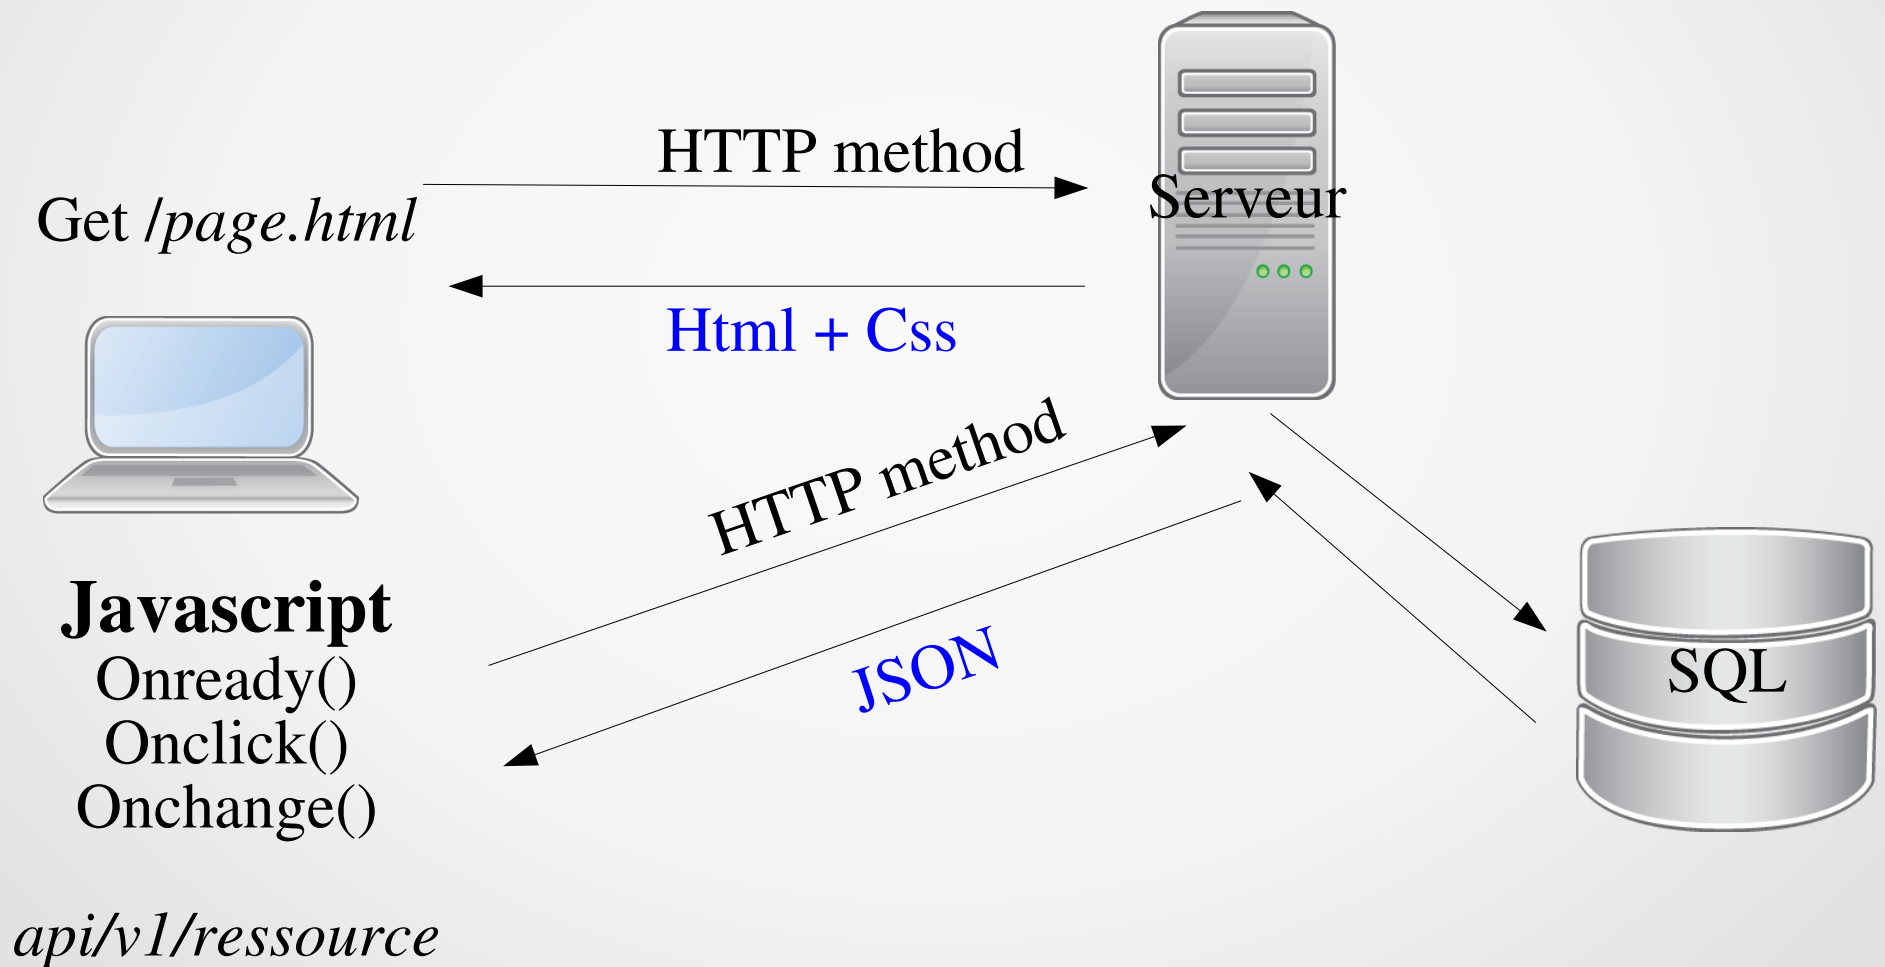 HTTP method
Serveur
Get /page.html
Html + Css
HTTP method
JSON
SQL
Javascript
Onready()
Onclick()
Onchange()
api/v1/ressource